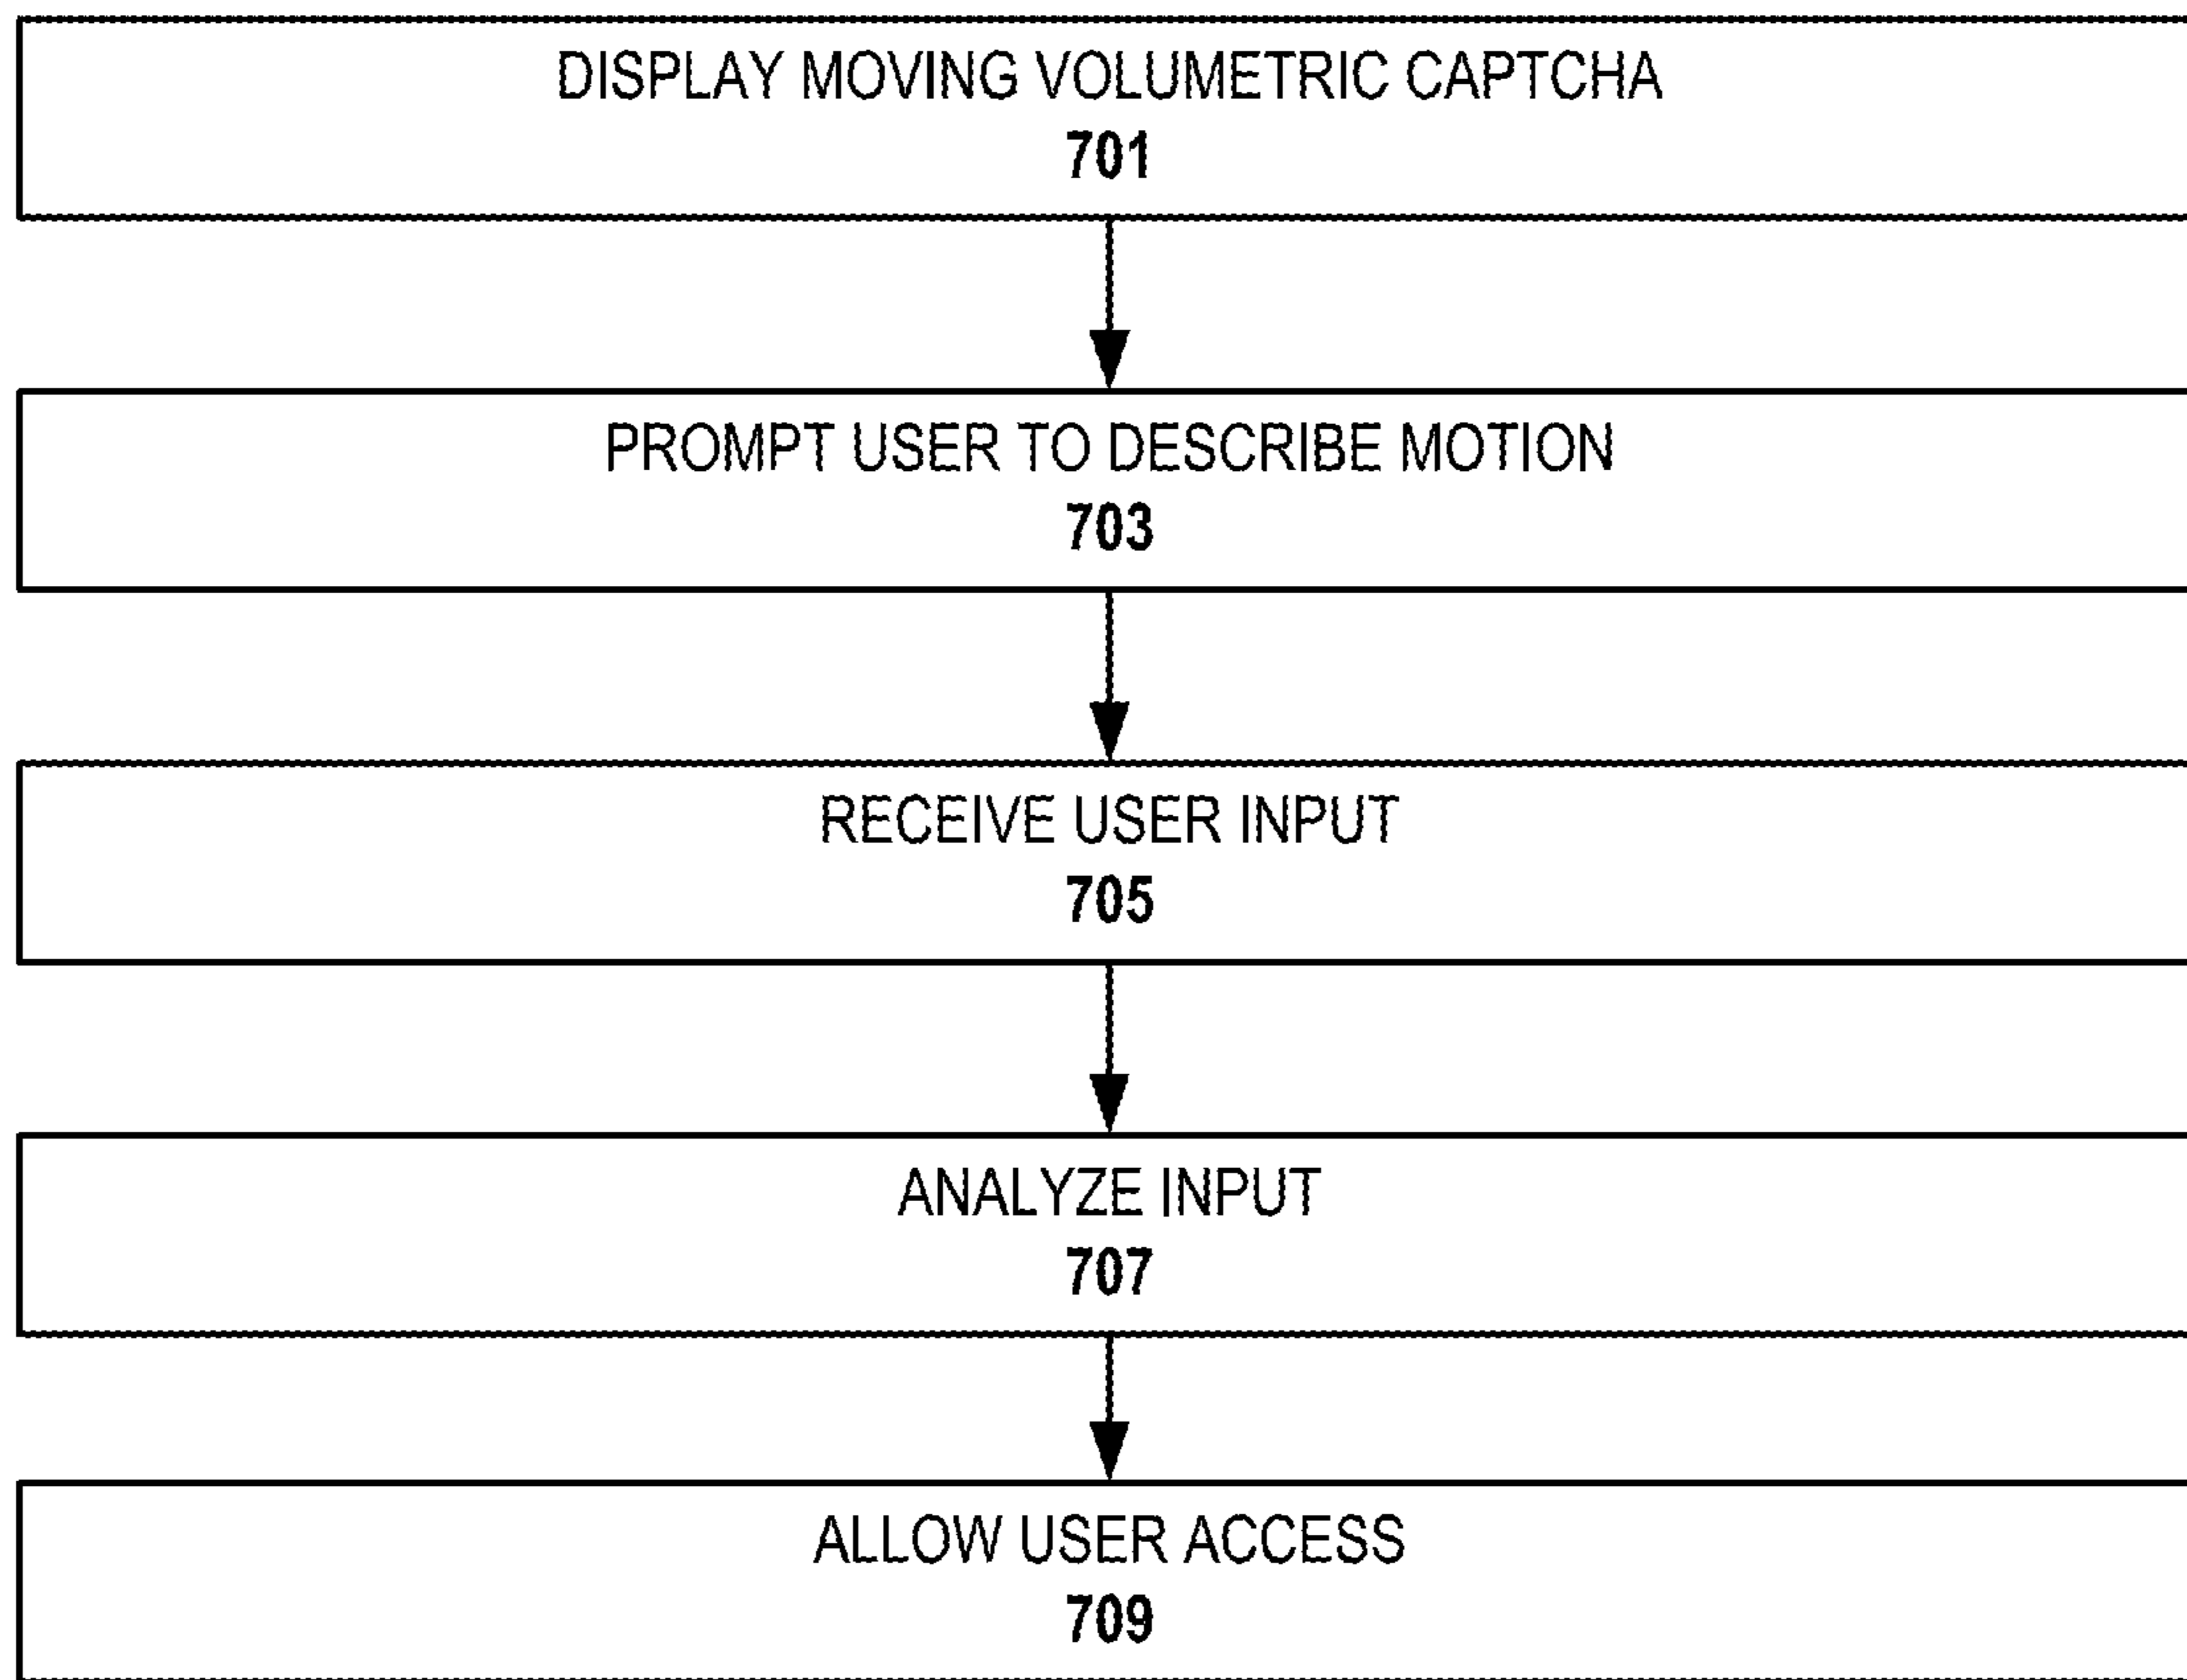 DISPLAY MOVING VOLUMETRIC CAPTCHA
701
PROMPT USER TO DESCRIBE MOTION
703
RECEIVE USER INPUT
705
ANALYZE INPUT
707
ALLOW USER ACCESS
709